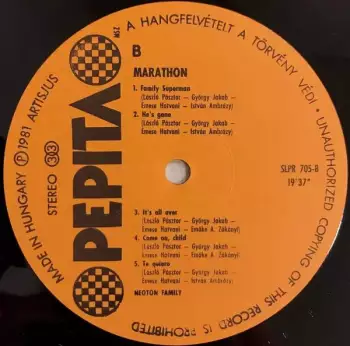 A HANGFELVÉTELT A TÖRVÉNY VÉDI · UNAUTHORIZED COPYING OF THIS RECORD IS PROHIBITED
MADE IN HUNGARY Ⓟ 1981 ARTISJUS
STEREO 33
PEPITA
MSZ
B
MARATHON
1. Family Superman
(László Pásztor – György Jakab –
Emese Hatvani – István Ambrózy)
2. He's gone
(László Pásztor – György Jakab –
Emese Hatvani – István Ambrózy)
SLPR 705-B
19'37"
3. It's all over
(László Pásztor – György Jakab –
Emese Hatvani – Emőke A. Zákányi)
4. Come on, child
(László Pásztor – György Jakab –
Emese Hatvani – Emőke A. Zákányi)
5. Te quiero
(László Pásztor – György Jakab –
Emese Hatvani – István Ambrózy)
NEOTON FAMILY